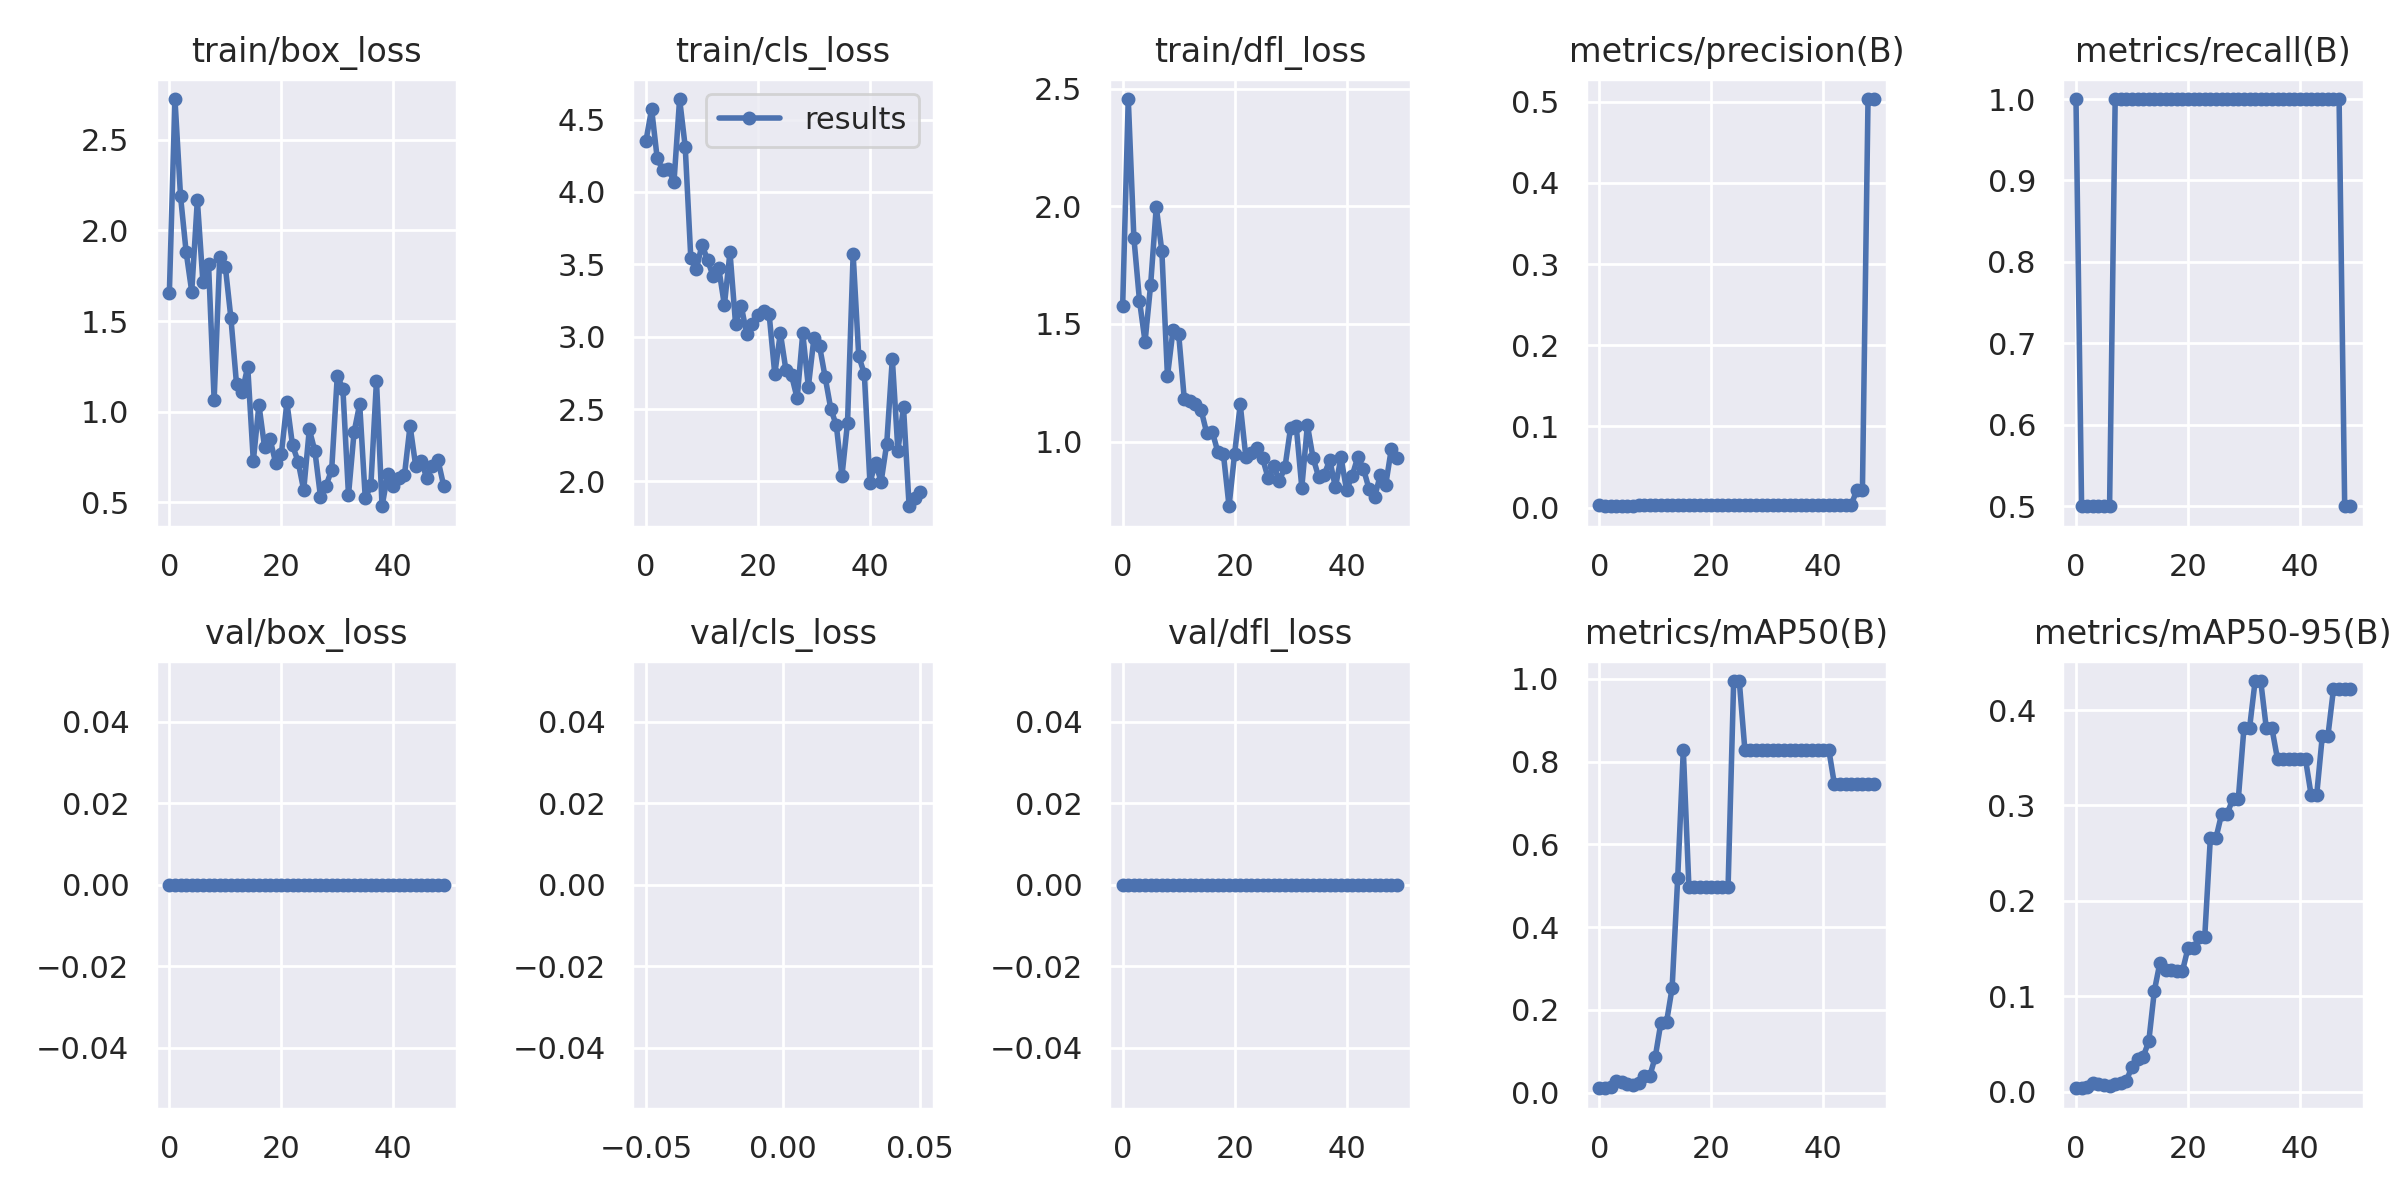 train/box_loss
2.5
2.0
1.5
1.0
0.5
0 20 40
train/cls_loss
results
4.5
4.0
3.5
3.0
2.5
2.0
0 20 40
train/dfl_loss
2.5
2.0
1.5
1.0
0 20 40
metrics/precision(B)
0.5
0.4
0.3
0.2
0.1
0.0
0 20 40
metrics/recall(B)
1.0
0.9
0.8
0.7
0.6
0.5
0 20 40
val/box_loss
0.04
0.02
0.00
−0.02
−0.04
0 20 40
val/cls_loss
0.04
0.02
0.00
−0.02
−0.04
−0.05 0.00 0.05
val/dfl_loss
0.04
0.02
0.00
−0.02
−0.04
0 20 40
metrics/mAP50(B)
1.0
0.8
0.6
0.4
0.2
0.0
0 20 40
metrics/mAP50-95(B)
0.4
0.3
0.2
0.1
0.0
0 20 40